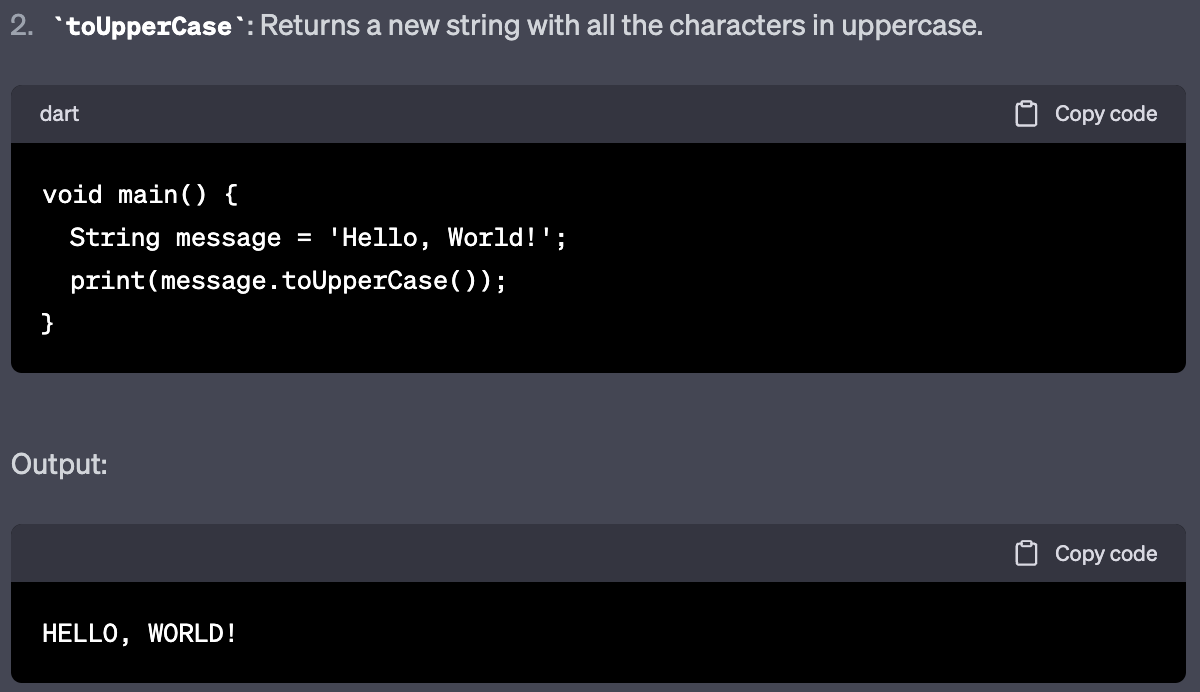 2. `toUpperCase`: Returns a new string with all the characters in uppercase.
dart Copy code
void main() {
  String message = 'Hello, World!';
  print(message.toUpperCase());
}
Output:
Copy code
HELLO, WORLD!